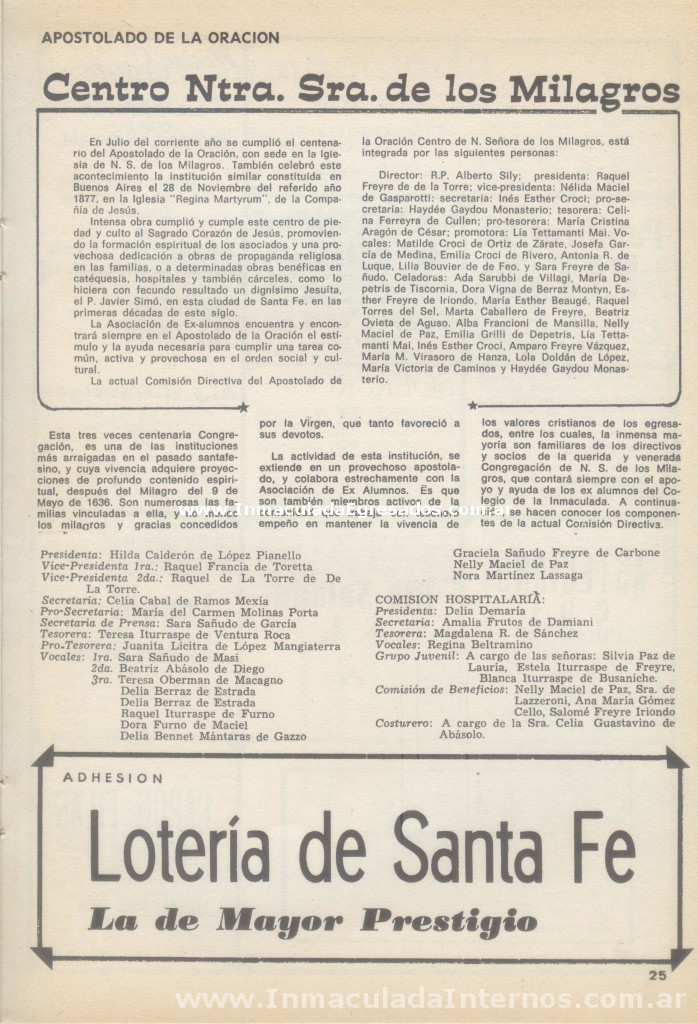 APOSTOLADO DE LA ORACION
Centro Ntra. Sra. de los Milagros
En Julio del corriente año se cumplió el centena-
rio del Apostolado de la Oración, con sede en la Igle-
sia de N. S. de los Milagros. También celebró este
acontecimiento la institución similar constituída en
Buenos Aires el 28 de Noviembre del referido año
1877, en la Iglesia "Regina Martyrum", de la Compa-
ñía de Jesús.
Intensa obra cumplió y cumple este centro de pie-
dad y culto al Sagrado Corazón de Jesús, promovien-
do la formación espiritual de los asociados y una pro-
vechosa dedicación a obras de propaganda religiosa
en las familias, o a determinadas obras benéficas en
catéquesis, hospitales y también cárceles. como lo
hiciera con fecundo resultado un dignísimo Jesuíta,
el P. Javier Simó, en esta ciudad de Santa Fe, en las
primeras décadas de este siglo.
La Asociación de Ex-alumnos encuentra y encon-
trará siempre en el Apostolado de la Oración el estí-
mulo y la ayuda necesaria para cumplir una tarea co-
mún, activa y provechosa en el orden social y cul-
tural.
La actual Comisión Directiva del Apostolado de
la Oración Centro de N. Señora de los Milagros, está
integrada por las siguientes personas:
Director: R.P. Alberto Sily; presidenta: Raquel
Freyre de de la Torre; vice-presidenta: Nélida Maciel
de Gasparotti: secretaria: Inés Esther Croci; pro-se-
cretaria: Haydée Gaydou Monasterio; tesorera: Celi-
na Ferreyra de Cullen; pro-tesorera: María Cristina
Aragón de César; promotora: Lía Tettamanti Mai. Vo-
cales: Matilde Croci de Ortiz de Zárate, Josefa Gar-
cía de Medina, Emilia Croci de Rivero, Antonia R. de
Luque, Lilia Bouvier de de Feo, y Sara Freyre de Sa-
ñudo. Celadoras: Ada Sarubbi de Villagi, María De-
petris de Tiscornia, Dora Vigna de Berraz Montyn, Es-
ther Freyre de Iriondo, María Esther Beaugé. Raquel
Torres del Sel, Marta Caballero de Freyre, Beatriz
Ovieta de Aguso, Alba Francioni de Mansilla, Nelly
Maciel de Paz, Emilia Grilli de Depetris, Lía Tetta-
manti Mai, Inés Esther Croci, Amparo Freyre Vázquez,
María M. Virasoro de Hanza, Lola Doldán de López,
María Victoria de Caminos y Haydée Gaydou Monas-
terio.
Esta tres veces centenaria Congre-
gación, es una de las instituciones
más arraigadas en el pasado santafe-
sino, y cuya vivencia adquiere proyec-
ciones de profundo contenido espiri-
tual, después del Milagro del 9 de
Mayo de 1636. Son numerosas las fa-
milias vinculadas a ella, y que nunca
los milagros y gracias concedidos
por la Virgen, que tanto favoreció a
sus devotos.
La actividad de esta institución, se
extiende en un provechoso apostola-
do, y colabora estrechamente con la
Asociación de Ex Alumnos. Es que
son también miembros activon de la
empeño en mantener la vivencia de
los valores cristianos de los egresa-
dos, entre los cuales, la inmensa ma-
yoría son familiares de los directivos
y socios de la querida y venerada
Congregación de N. S. de los Mila-
gros, que contará siempre con el apo-
yo y ayuda de los ex alumnos del Co-
legio de la Inmaculada. A continua-
se hacen conocer los componen-
tes de la actual Comisión Directiva.
www.InmaculadaEgresados.com.ar
Presidenta: Hilda Calderón de López Pianello
Vice-Presidenta 1ra.: Raquel Francia de Toretta
Vice-Presidenta 2da.: Raquel de La Torre de De
La Torre.
Secretaria: Celia Cabal de Ramos Mexía
Pro-Secretaria: María del Carmen Molinas Porta
Secretaria de Prensa: Sara Sañudo de García
Tesorera: Teresa Iturraspe de Ventura Roca
Pro-Tesorera: Juanita Licitra de López Mangiaterra
Vocales: 1ra. Sara Sañudo de Masi
2da. Beatriz Abásolo de Diego
3ra. Teresa Oberman de Macagno
Delia Berraz de Estrada
Delia Berraz de Estrada
Raquel Iturraspe de Furno
Dora Furno de Maciel
Delia Bennet Mántaras de Gazzo
Graciela Sañudo Freyre de Carbone
Nelly Maciel de Paz
Nora Martínez Lassaga
COMISION HOSPITALARIA:
Presidenta: Delia Demaría
Secretaria: Amalia Frutos de Damiani
Tesorera: Magdalena R. de Sánchez
Vocales: Regina Beltramino
Grupo Juvenil: A cargo de las señoras: Silvia Paz de
Lauría, Estela Iturraspe de Freyre,
Blanca Iturraspe de Busaniche.
Comisión de Beneficios: Nelly Maciel de Paz, Sra. de
Lazzeroni, Ana María Gómez
Cello, Salomé Freyre Iriondo
Costurero: A cargo de la Sra. Celia Guastavino de
Abásolo.
ADHESION
Lotería de Santa Fe
La de Mayor Prestigio
25
www.InmaculadaInternos.com.ar